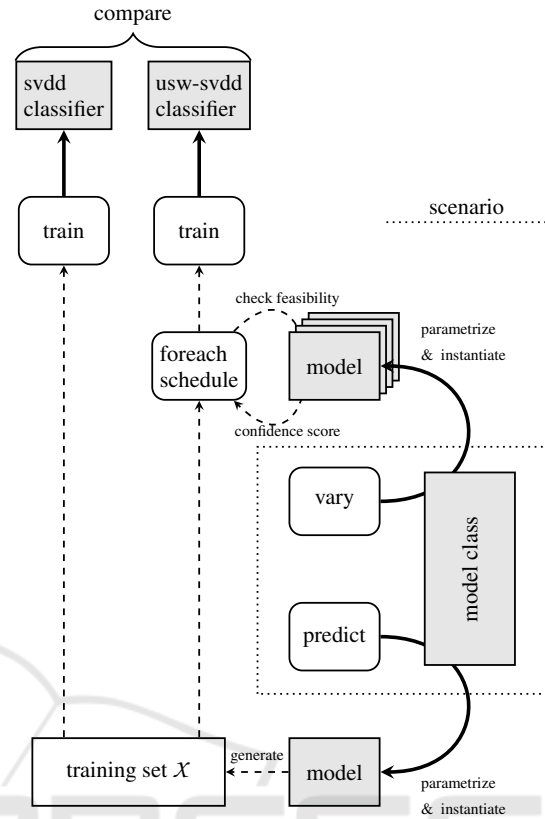 compare
svdd
classifier
usw-svdd
classifier
train
train
scenario
check feasibility
foreach
schedule
model
parametrize
& instantiate
confidence score
vary
model class
predict
training set X
generate
model
parametrize
& instantiate